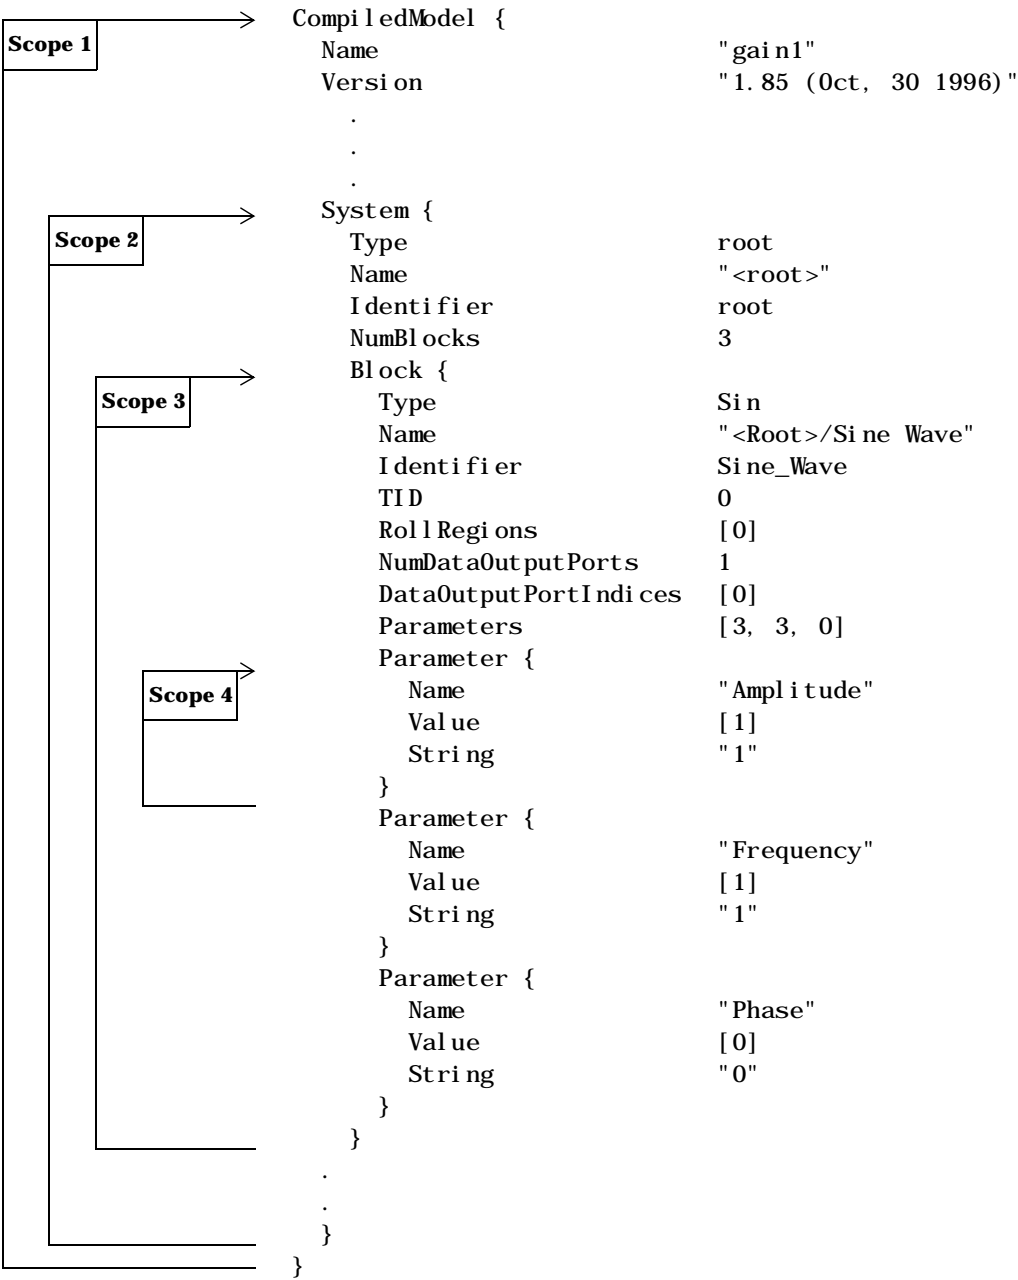 CompiledModel {
Scope 1
Name "gain1"
Version "1.85 (Oct, 30 1996)"
.
.
.
System {
Scope 2
Type root
Name "<root>"
Identifier root
NumBlocks 3
Block {
Scope 3
Type Sin
Name "<Root>/Sine Wave"
Identifier Sine_Wave
TID 0
RollRegions [0]
NumDataOutputPorts 1
DataOutputPortIndices [0]
Parameters [3, 3, 0]
Parameter {
Scope 4
Name "Amplitude"
Value [1]
String "1"
}
Parameter {
Name "Frequency"
Value [1]
String "1"
}
Parameter {
Name "Phase"
Value [0]
String "0"
}
}
.
.
}
}